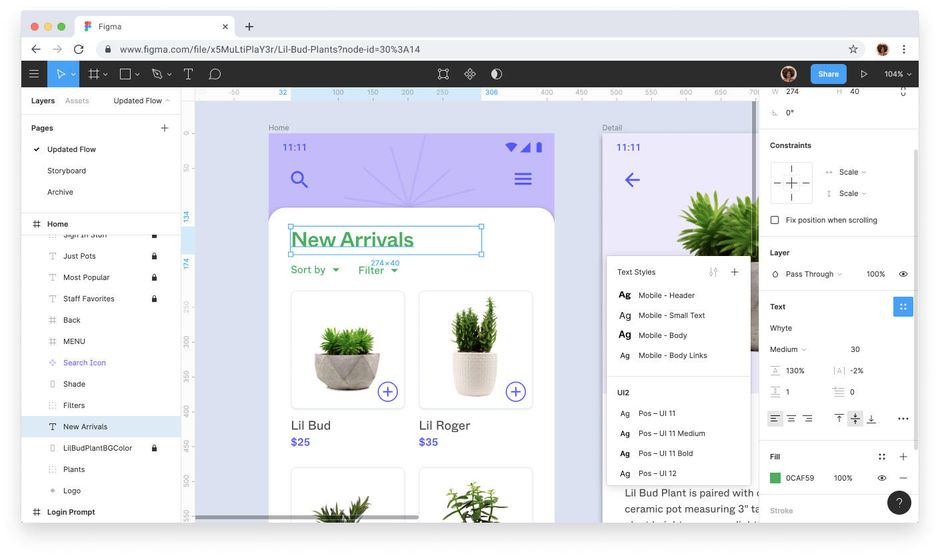 Figma
www.figma.com/file/x5MuLtiPlaY3r/Lil-Bud-Plants?node-id=30%3A14
Share
104%
Layers
Assets
Updated Flow
Pages
Updated Flow
Storyboard
Archive
Home
Sign In Stuff
Just Pots
Most Popular
Staff Favorites
Back
MENU
Search Icon
Shade
Filters
New Arrivals
LilBudPlantBGColor
Plants
Logo
Login Prompt
-50 32 100 150 200 250 306 400 450 500 550 600 650 700 750
0
50
134
174
250
300
350
400
450
500
550
Home
11:11
New Arrivals
274×40
Sort by
Filter
Lil Bud
$25
Lil Roger
$35
Detail
11:11
Text Styles
Ag Mobile - Header
Ag Mobile - Small Text
Ag Mobile - Body
Ag Mobile - Body Links
UI2
Ag Pos – UI 11
Ag Pos – UI 11 Medium
Ag Pos – UI 11 Bold
Ag Pos – UI 12
Lil Bud Plant is paired with
ceramic pot measuring 3" ta
W 274 H 40
0°
Constraints
Scale
Scale
Fix position when scrolling
Layer
Pass Through 100%
Text
Whyte
Medium 30
A 130% |A| -2%
1 0
Fill
0CAF59 100%
Stroke
?